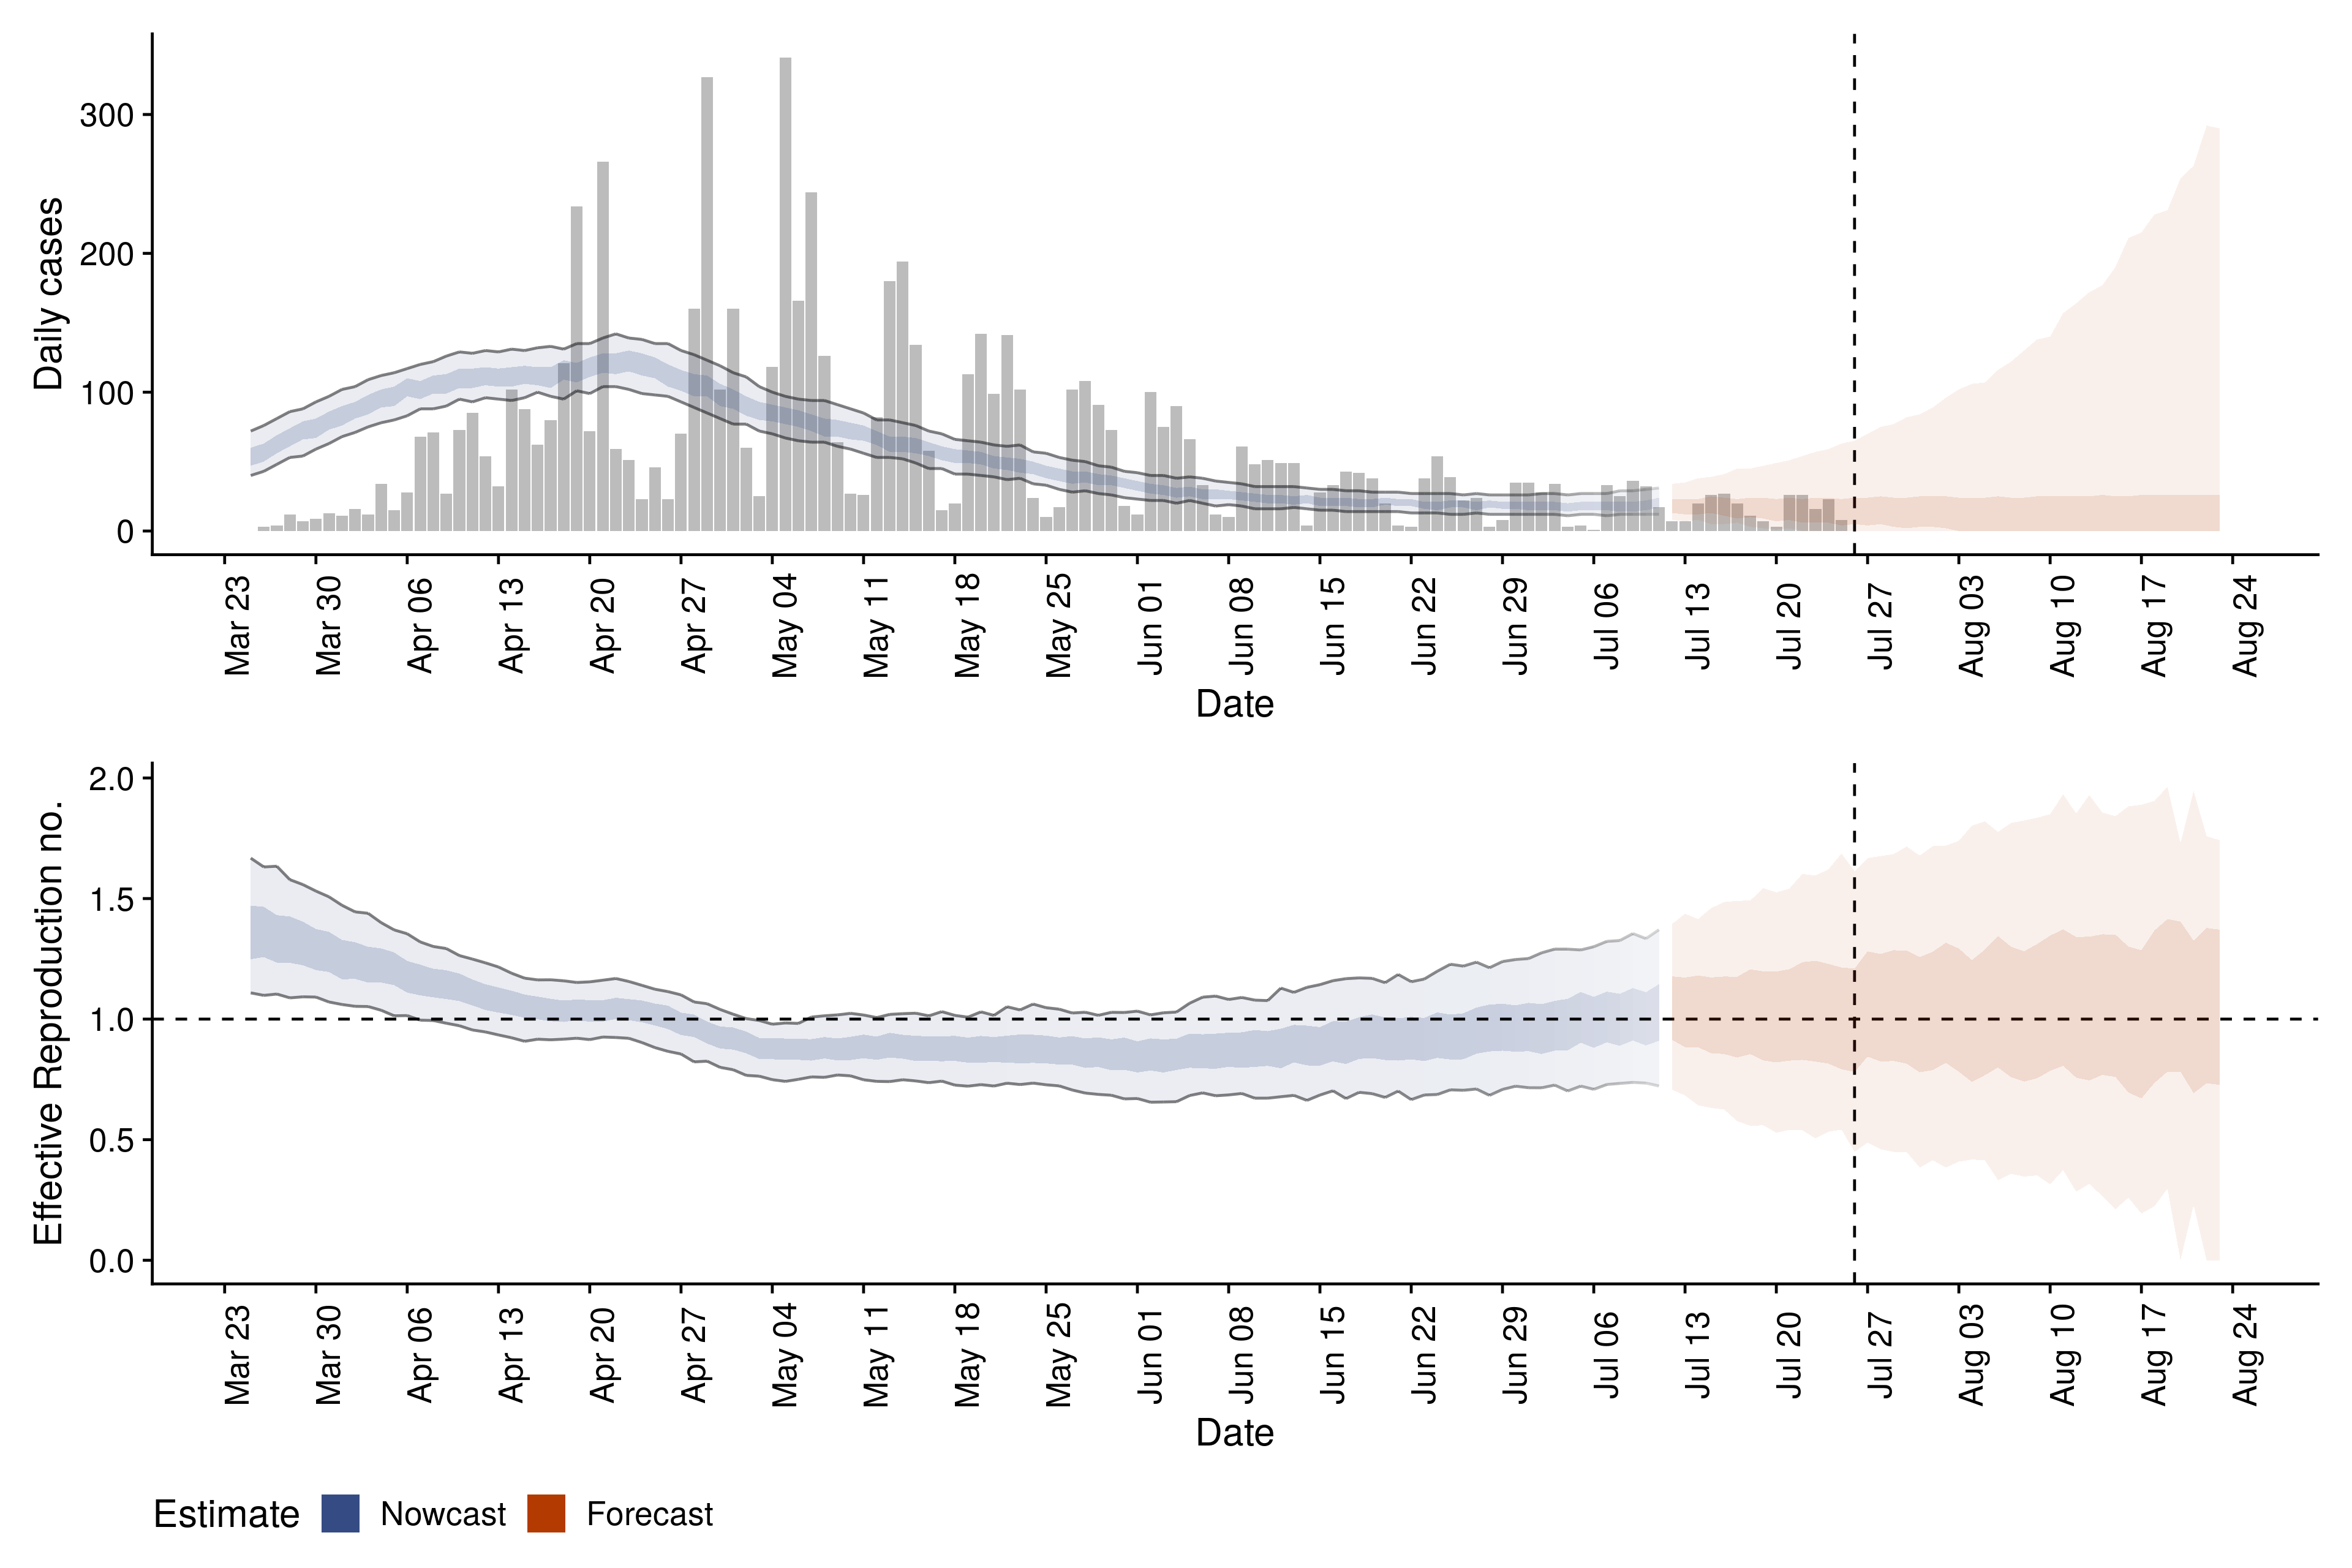 Daily cases
300
200
100
0
Mar 23
Mar 30
Apr 06
Apr 13
Apr 20
Apr 27
May 04
May 11
May 18
May 25
Jun 01
Jun 08
Jun 15
Jun 22
Jun 29
Jul 06
Jul 13
Jul 20
Jul 27
Aug 03
Aug 10
Aug 17
Aug 24
Date
Effective Reproduction no.
2.0
1.5
1.0
0.5
0.0
Mar 23
Mar 30
Apr 06
Apr 13
Apr 20
Apr 27
May 04
May 11
May 18
May 25
Jun 01
Jun 08
Jun 15
Jun 22
Jun 29
Jul 06
Jul 13
Jul 20
Jul 27
Aug 03
Aug 10
Aug 17
Aug 24
Date
Estimate Nowcast Forecast